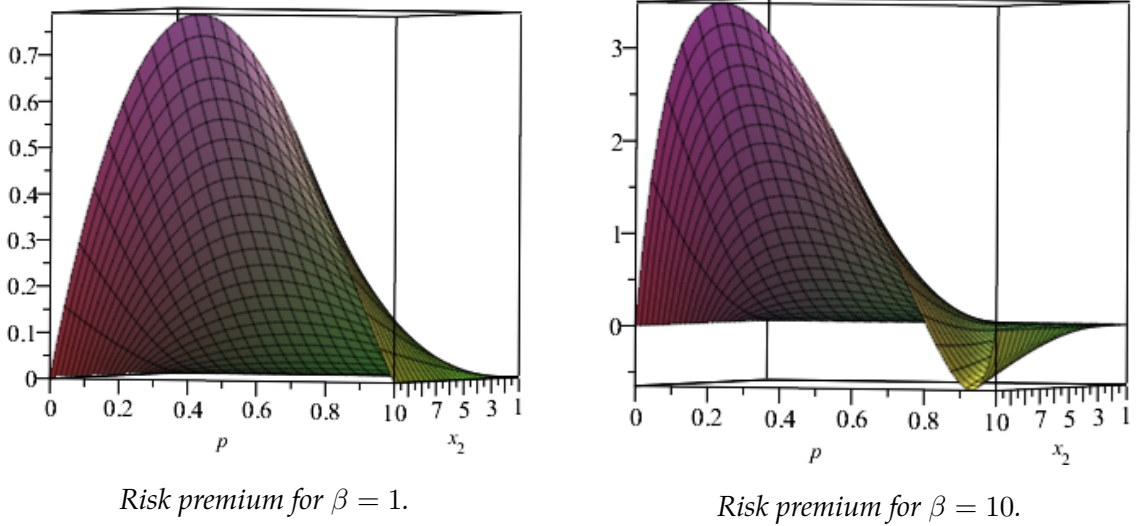 0.7
0.6
0.5
0.4
0.3
0.2
0.1
0
0 0.2 0.4 0.6 0.8 10 7 5 3 1
p x₂
Risk premium for β = 1.
3
2
1
0
0 0.2 0.4 0.6 0.8 10 7 5 3 1
p x₂
Risk premium for β = 10.